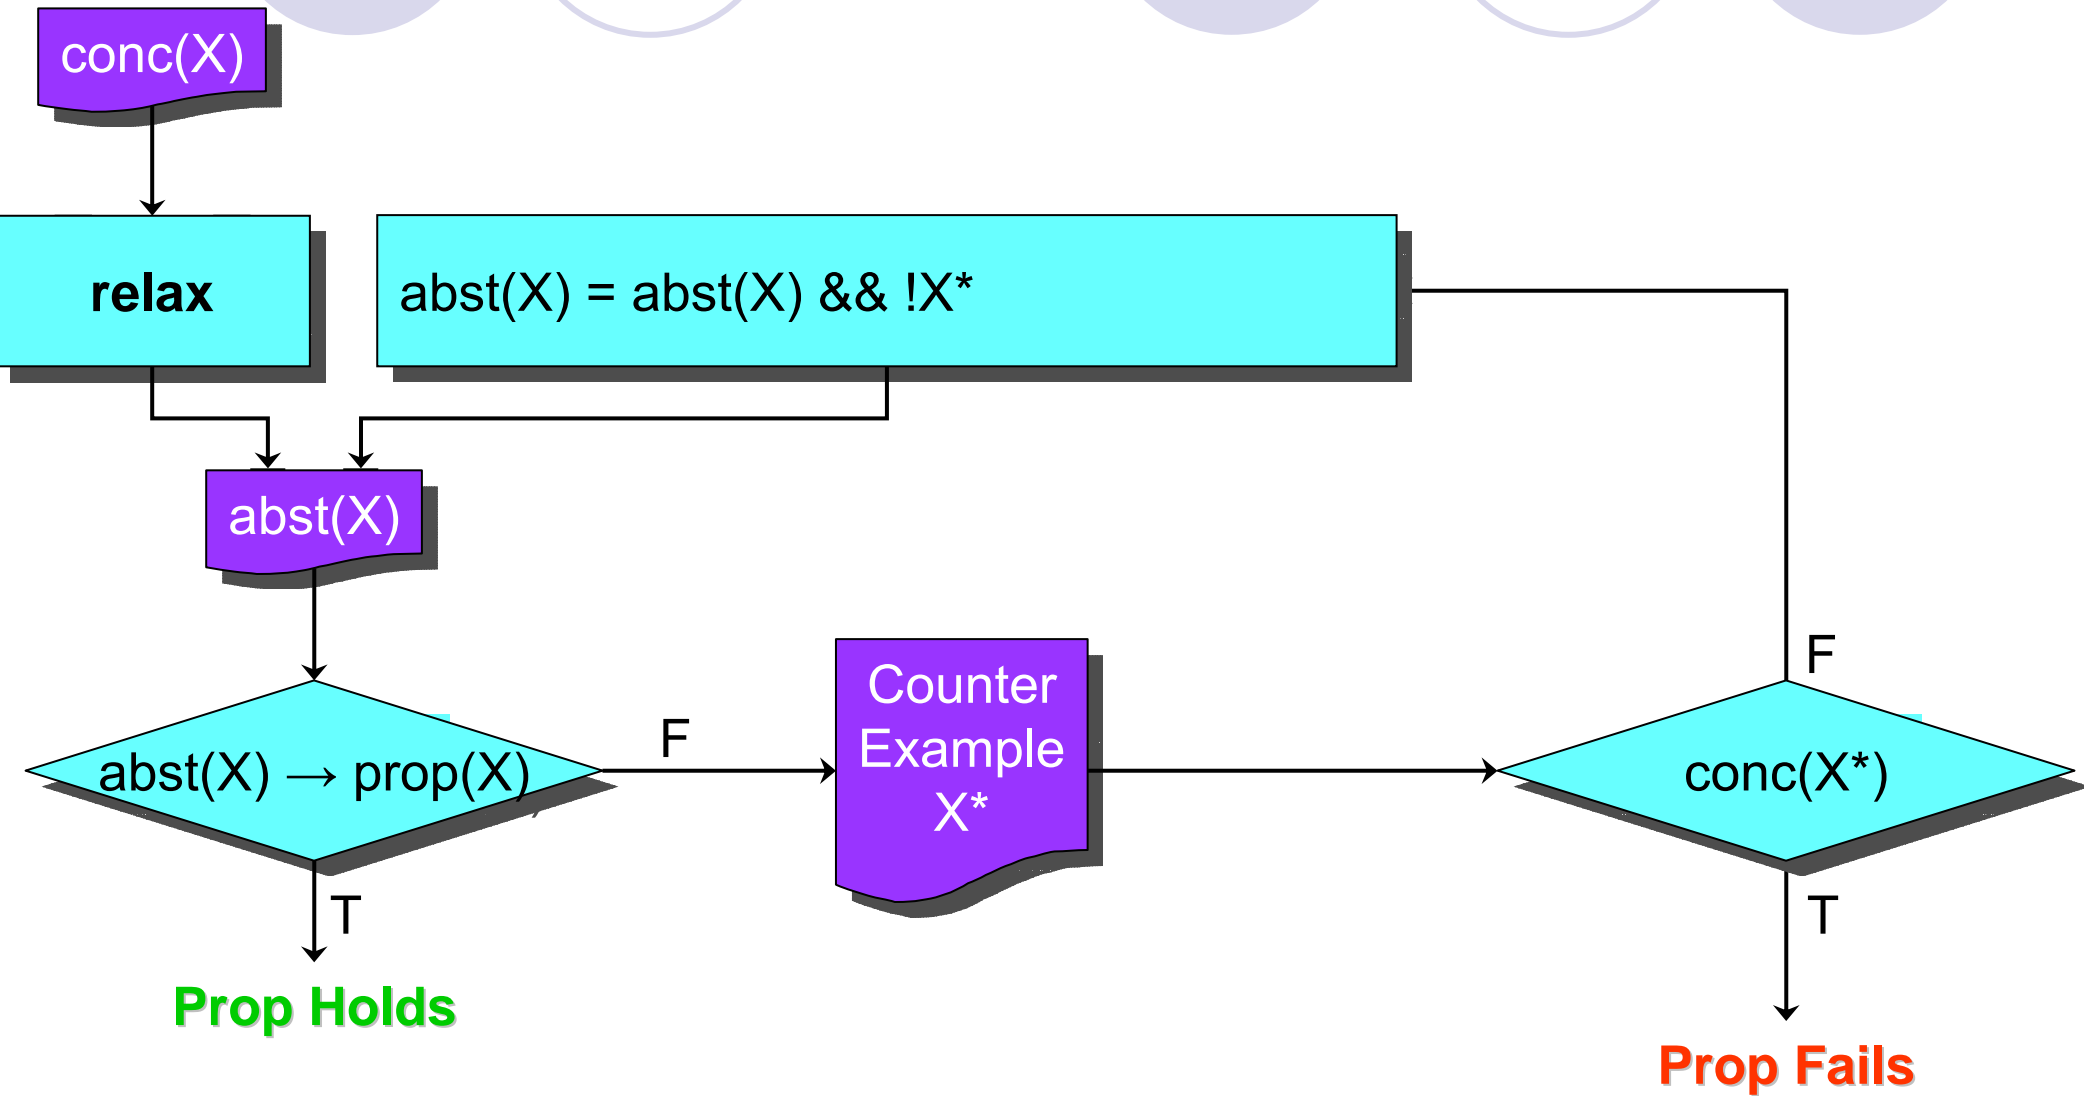 conc(X)
relax
abst(X) = abst(X) && !X*
abst(X)
abst(X) → prop(X)
F
Counter
Example
X*
F
conc(X*)
T
T
Prop Holds
Prop Fails